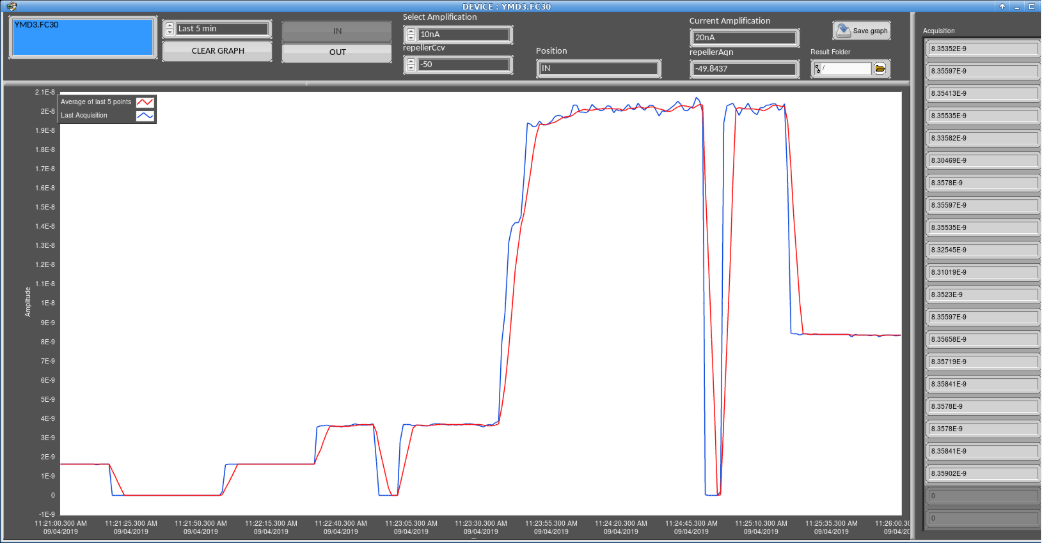 DEVICE : YMD3.FC30
YMD3.FC30
Last 5 min
CLEAR GRAPH
IN
OUT
Select Amplification
10nA
repellerCcv
-50
Position
IN
Current Amplification
20nA
repellerAqn
-49.8437
Save graph
Result Folder
/
Average of last 5 points
Last Acquisition
Amplitude
2.1E-8
2E-8
1.9E-8
1.8E-8
1.7E-8
1.6E-8
1.5E-8
1.4E-8
1.3E-8
1.2E-8
1.1E-8
1E-8
9E-9
8E-9
7E-9
6E-9
5E-9
4E-9
3E-9
2E-9
1E-9
0
-1E-9
11:21:00.300 AM 11:21:25.300 AM 11:21:50.300 AM 11:22:15.300 AM 11:22:40.300 AM 11:23:05.300 AM 11:23:30.300 AM 11:23:55.300 AM 11:24:20.300 AM 11:24:45.300 AM 11:25:10.300 AM 11:25:35.300 AM 11:26:00.30
09/04/2019 09/04/2019 09/04/2019 09/04/2019 09/04/2019 09/04/2019 09/04/2019 09/04/2019 09/04/2019 09/04/2019 09/04/2019 09/04/2019 09/04/20
Acquisition
8.35352E-9
8.35597E-9
8.35413E-9
8.35535E-9
8.33582E-9
8.30469E-9
8.3578E-9
8.35597E-9
8.35535E-9
8.32545E-9
8.31019E-9
8.3523E-9
8.35597E-9
8.35658E-9
8.35719E-9
8.35841E-9
8.3578E-9
8.3578E-9
8.35841E-9
8.35902E-9
0
0